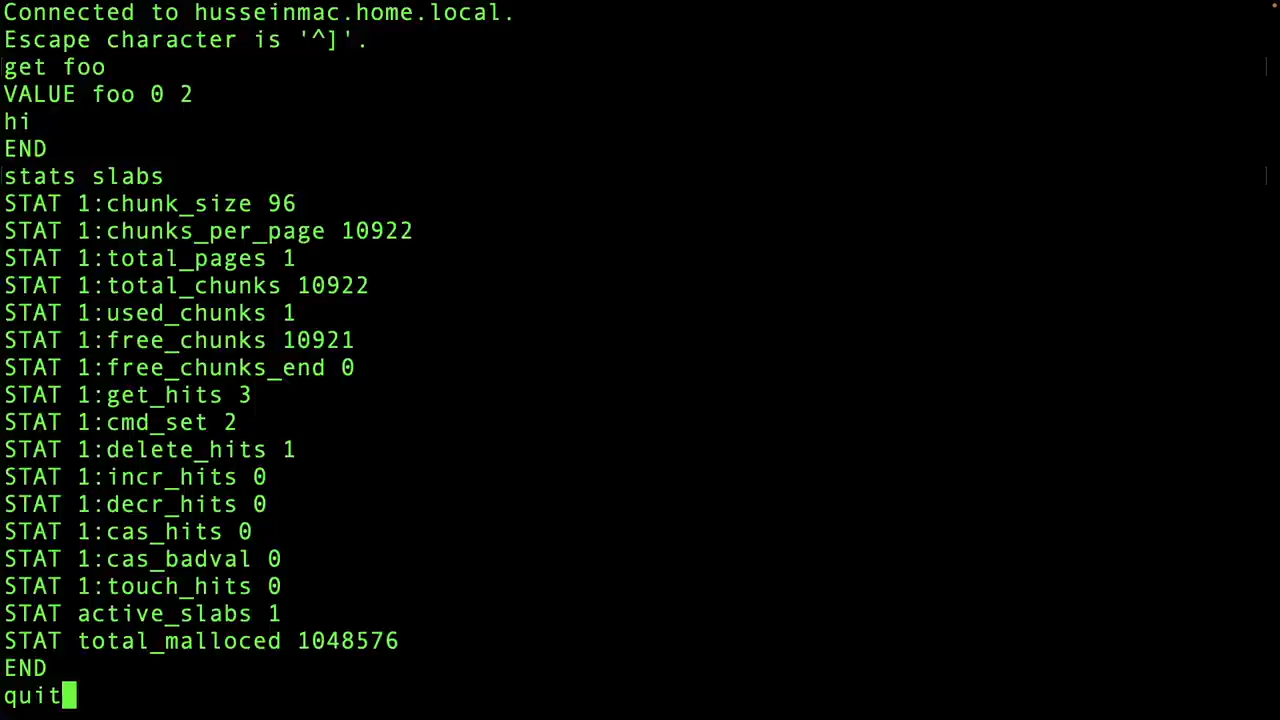 Connected to husseinmac.home.local.
Escape character is '^]'.
get foo
VALUE foo 0 2
hi
END
stats slabs
STAT 1:chunk_size 96
STAT 1:chunks_per_page 10922
STAT 1:total_pages 1
STAT 1:total_chunks 10922
STAT 1:used_chunks 1
STAT 1:free_chunks 10921
STAT 1:free_chunks_end 0
STAT 1:get_hits 3
STAT 1:cmd_set 2
STAT 1:delete_hits 1
STAT 1:incr_hits 0
STAT 1:decr_hits 0
STAT 1:cas_hits 0
STAT 1:cas_badval 0
STAT 1:touch_hits 0
STAT active_slabs 1
STAT total_malloced 1048576
END
quit